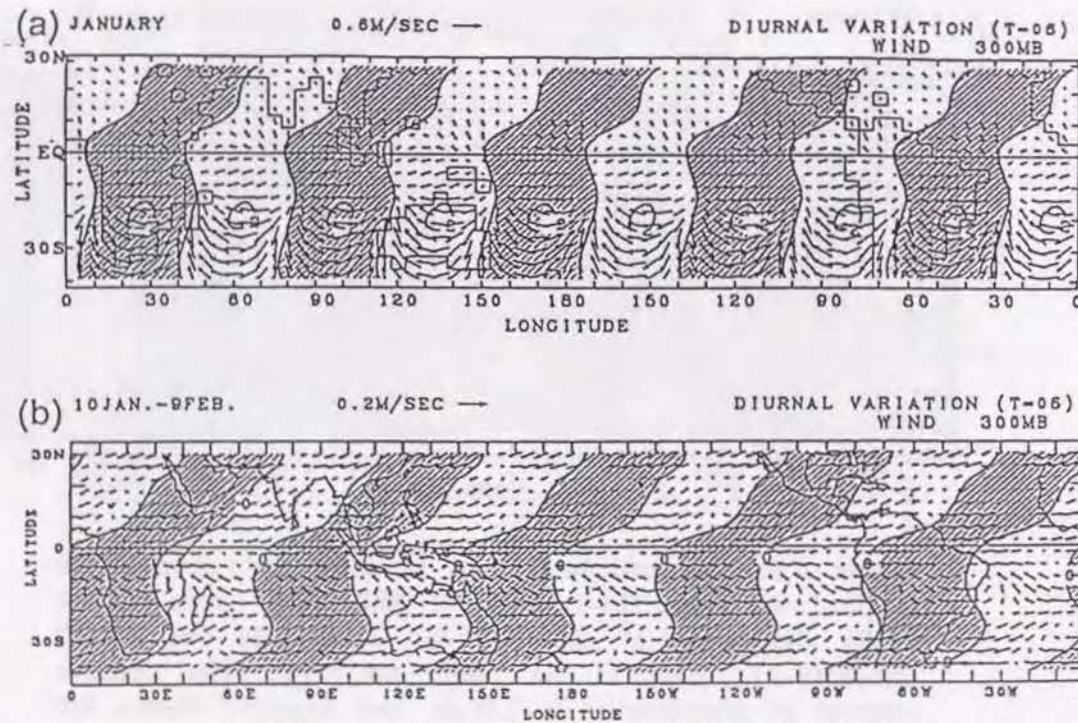 (a) JANUARY 0.6M/SEC → DIURNAL VARIATION (T-06)
WIND 300MB
30N
EQ
30S
LATITUDE
0 30 60 90 120 150 180 150 120 90 60 30 0
LONGITUDE
(b) 10JAN.-9FEB. 0.2M/SEC → DIURNAL VARIATION (T-06)
WIND 300MB
30N
0
30S
LATITUDE
0 30E 60E 90E 120E 150E 180 150W 120W 90W 60W 30W
LONGITUDE